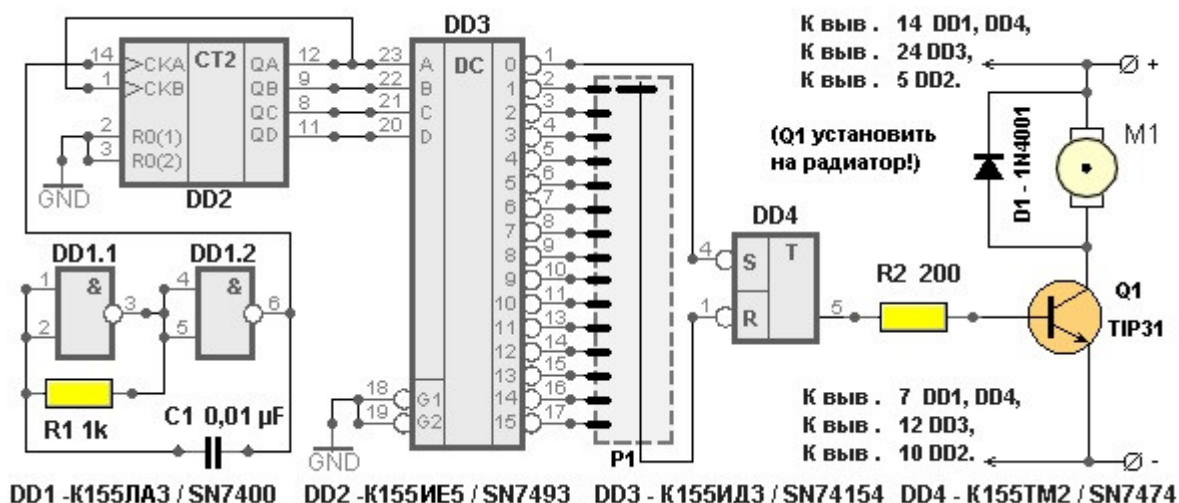 DD3
К выв. 14 DD1, DD4,
К выв. 24 DD3,
К выв. 5 DD2.
+
14 CKA CT2 QA 12 23 A DC 0 1
1 CKB QB 9 22 B 1 2
QC 8 21 C 2 3
2 R0(1) QD 11 20 D 3 4
3 R0(2)
4 5
5 6
6 7
7 8
8 9
9 10
10 11
11 13
12 14
13 15
14 16
15 17
GND
DD2
(Q1 установить
на радиатор!)
D1 - 1N4001
M1
DD1.1
DD1.2
1 & 3
2
4 & 6
5
DD4
4 S T
1 R 5
R2 200
Q1
TIP31
R1 1k
C1 0,01 µF
18 G1
19 G2
GND
P1
К выв. 7 DD1, DD4,
К выв. 12 DD3,
К выв. 10 DD2.
-
DD1 -К155ЛА3 / SN7400 DD2 -К155ИЕ5 / SN7493 DD3 - К155ИД3 / SN74154 DD4 - К155ТМ2 / SN7474